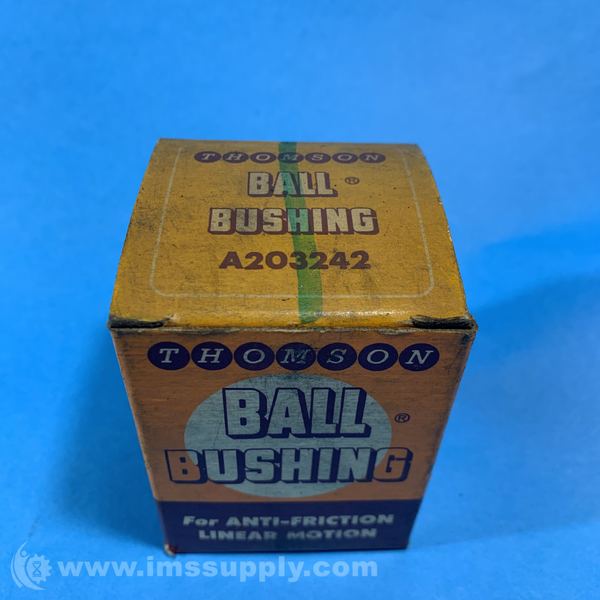 THOMSON
BALL ®
BUSHING
A203242
THOMSON
BALL ®
BUSHING
For ANTI-FRICTION
LINEAR MOTION
www.imssupply.com